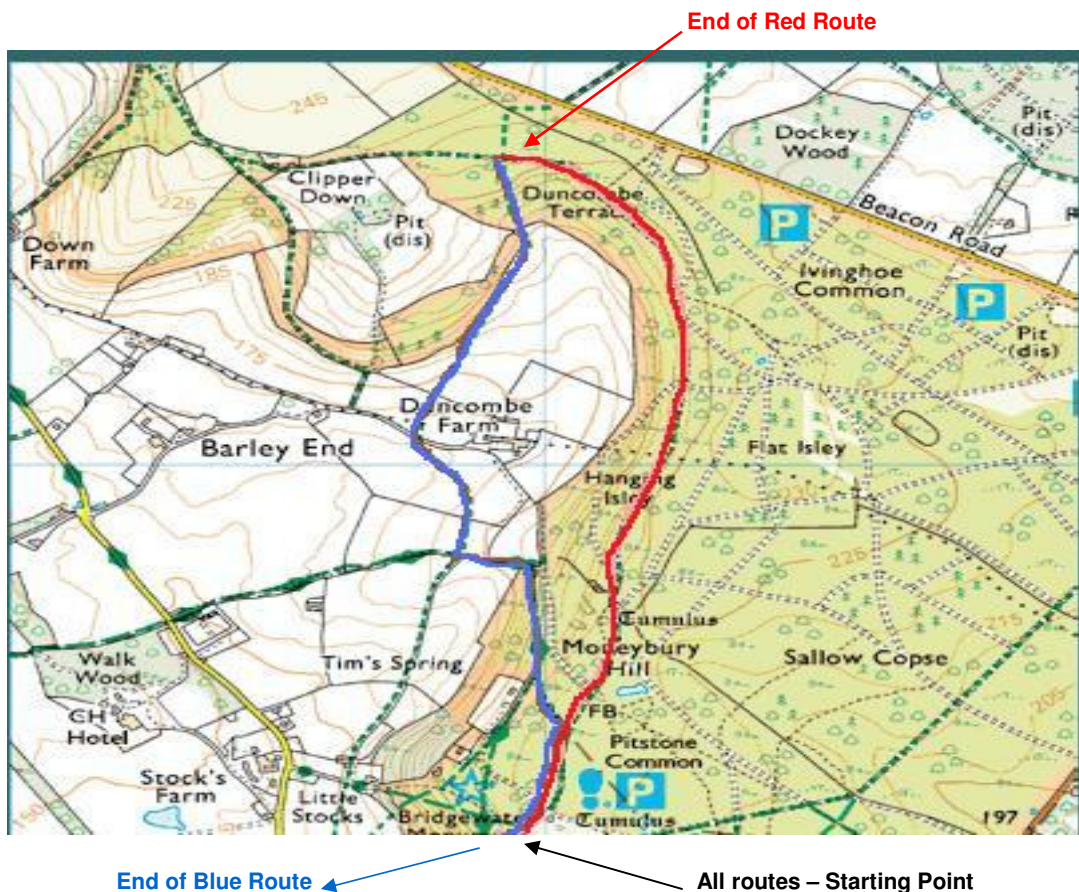 End of Red Route
245
Pit
(dis)
Dockey
Wood
Clipper
Down
Duncombe
Terrac
225
Pit
(dis)
Beacon Road
P
Down
Farm
185
Ivinghoe
Common
P
Pit
(dis)
175
Duncombe
Farm
Barley End
Flat Isley
Hanging
Isley
225
Tumulus
215
Moneybury
Hill
Walk
Wood
Tim's Spring
Sallow Copse
205
CH
Hotel
FB
Pitstone
Common
Stock's
Farm
P
150
Little
Stocks
Bridgewater
Tumulus
197
End of Blue Route
All routes – Starting Point